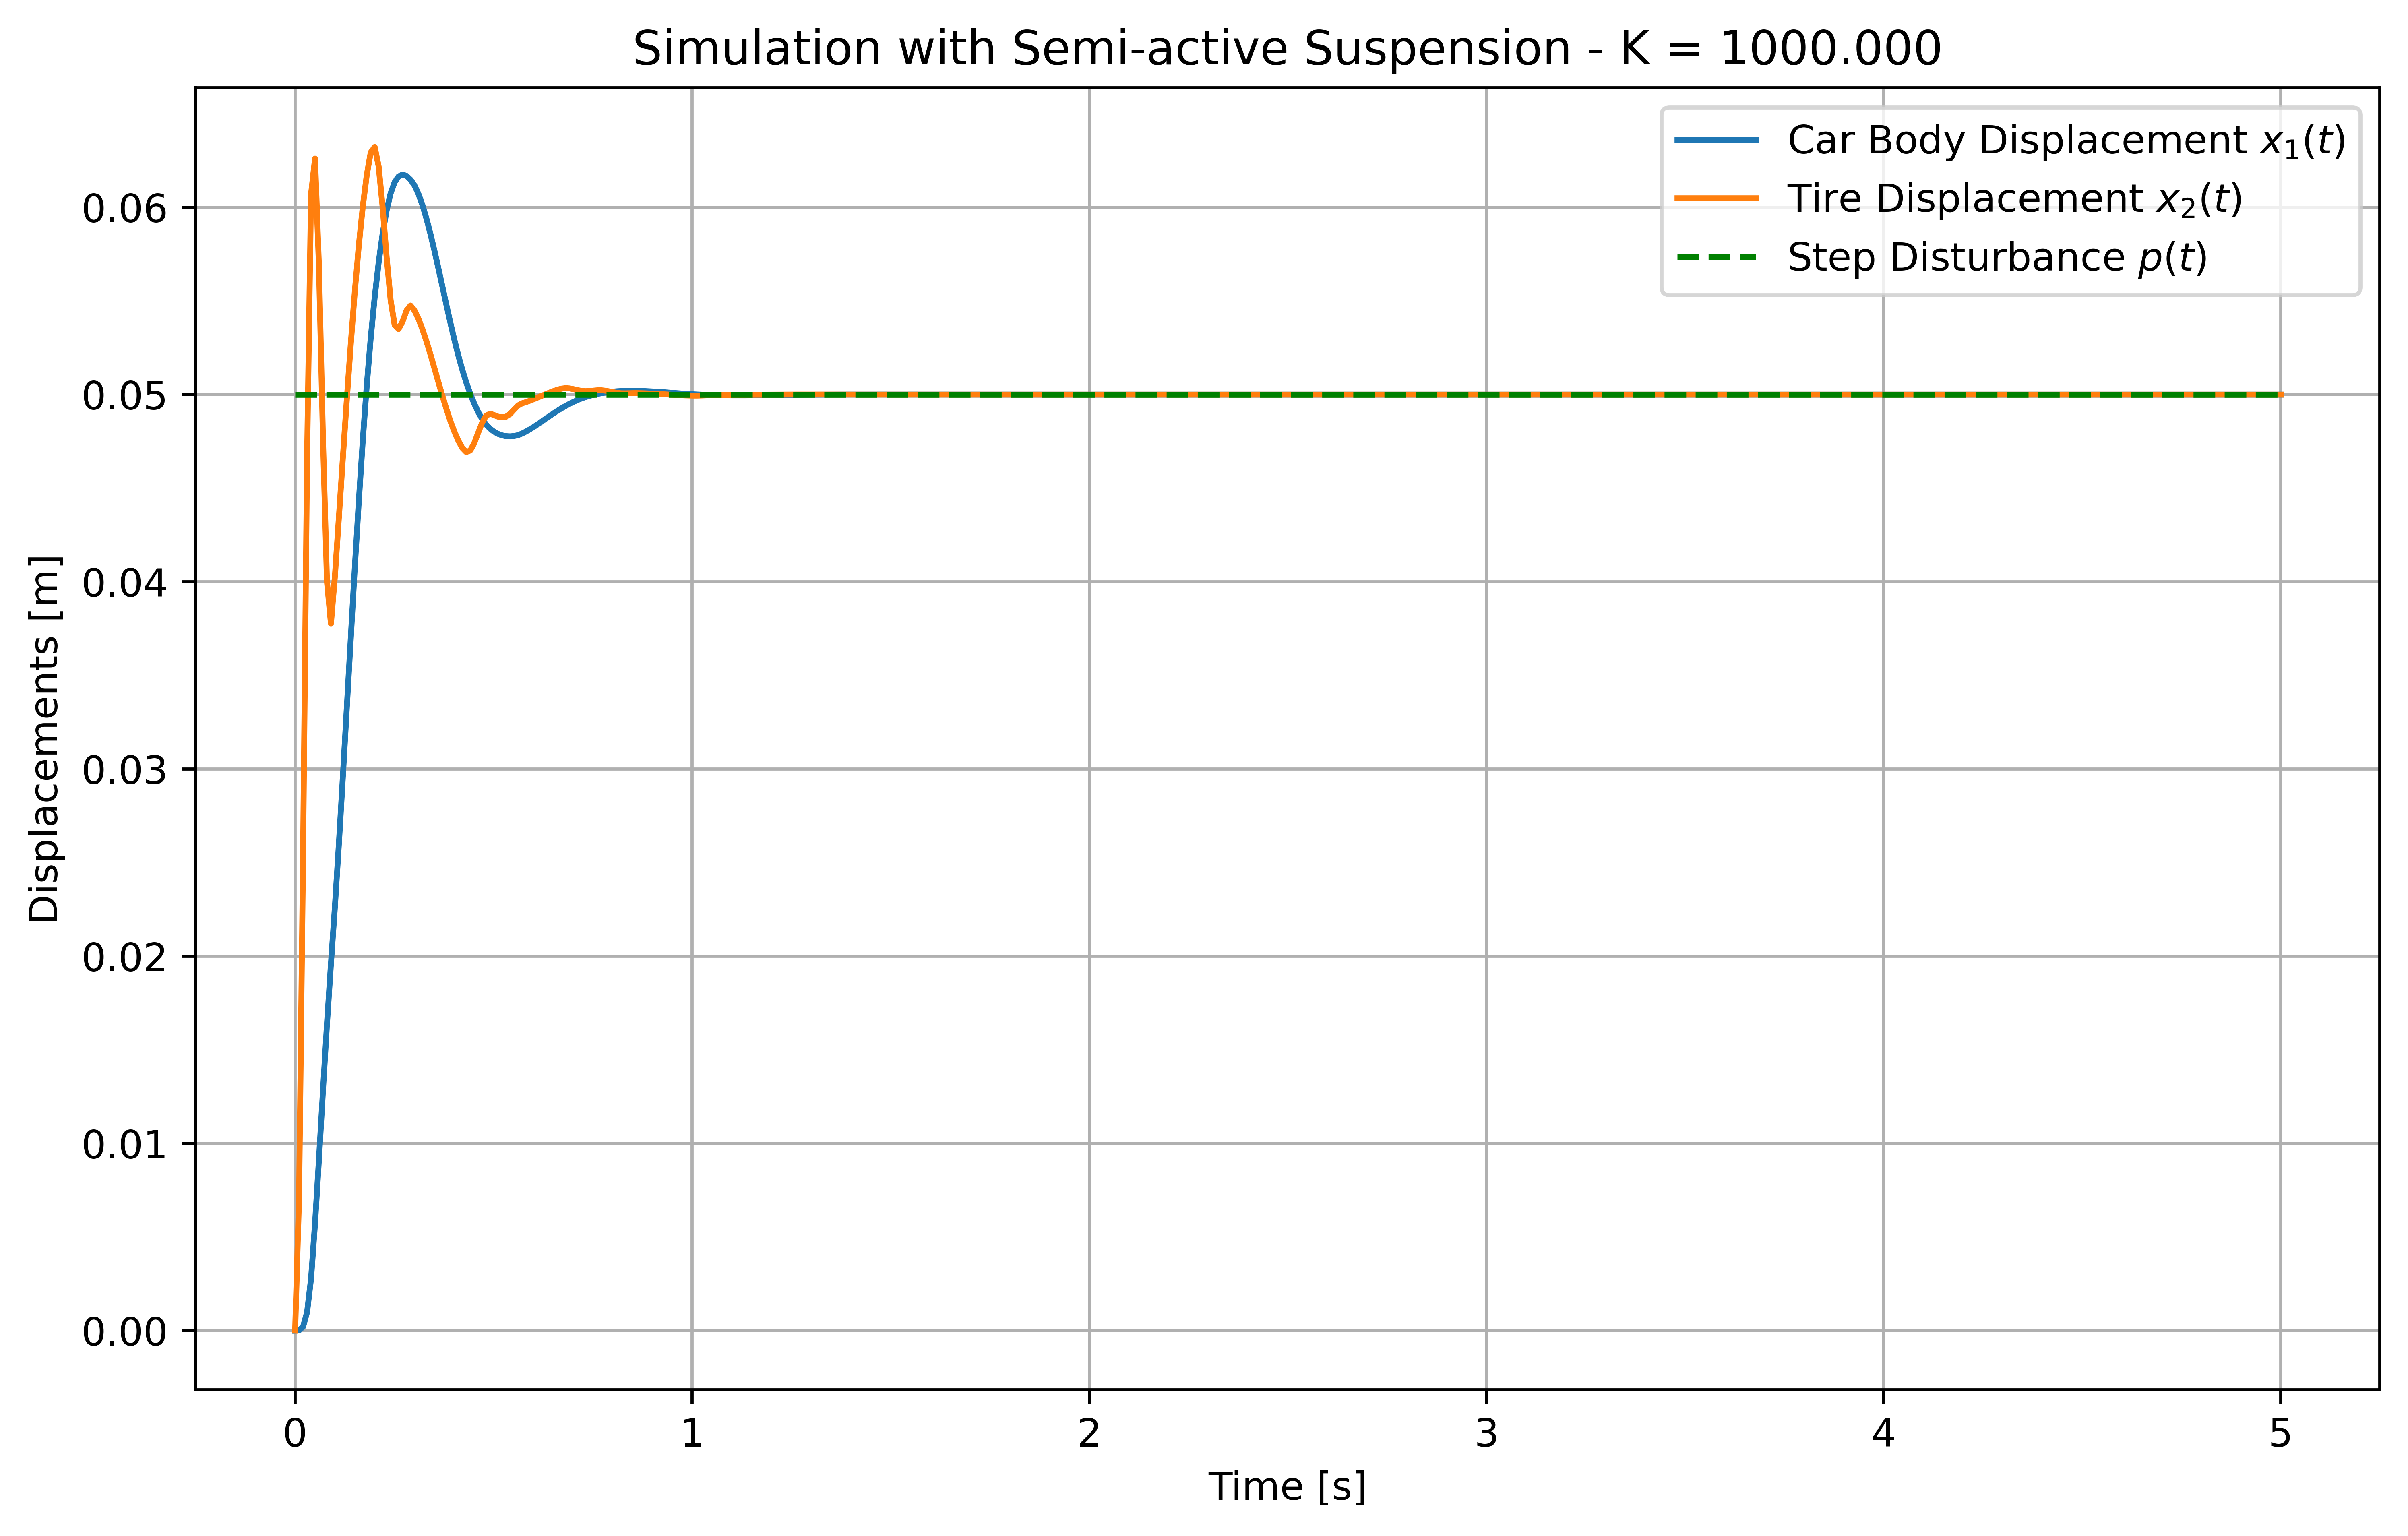 Simulation with Semi-active Suspension - K = 1000.000
Car Body Displacement x₁(t)
Tire Displacement x₂(t)
Step Disturbance p(t)
Displacements [m]
0.06
0.05
0.04
0.03
0.02
0.01
0.00
0 1 2 3 4 5
Time [s]